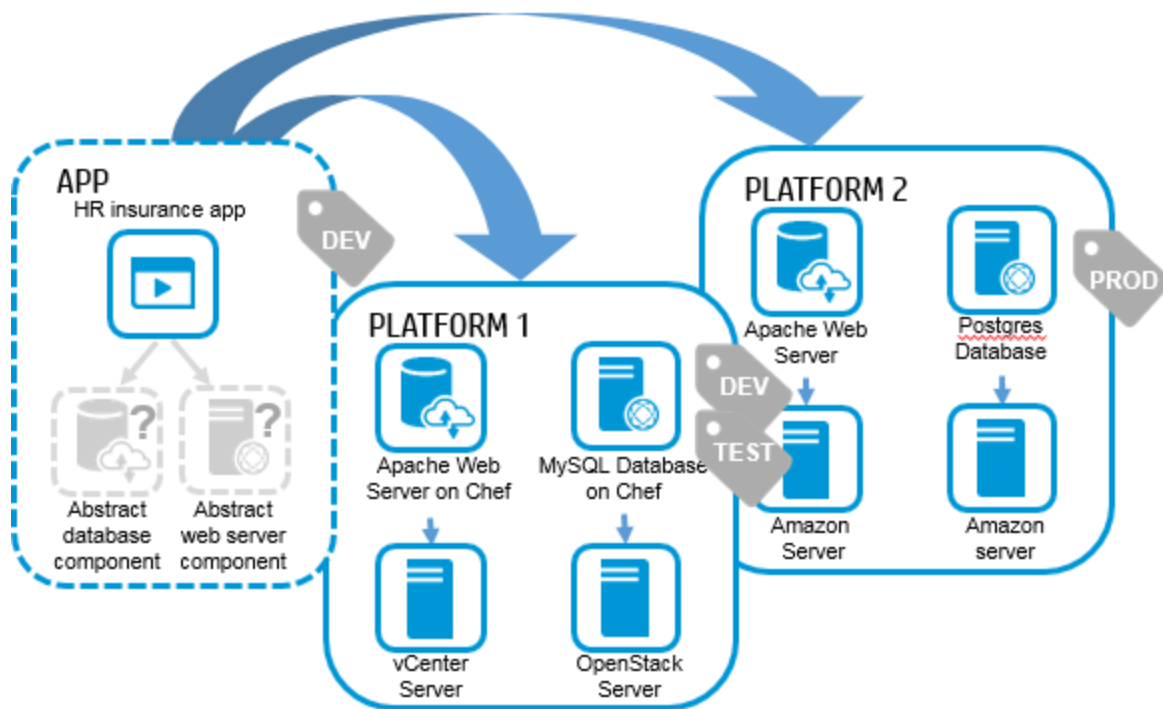 APP
HR insurance app
DEV
?
?
Abstract
database
component
Abstract
web server
component
PLATFORM 1
Apache Web
Server on Chef
MySQL Database
on Chef
DEV
TEST
vCenter
Server
OpenStack
Server
PLATFORM 2
Apache Web
Server
Postgres
Database
PROD
Amazon
Server
Amazon
server